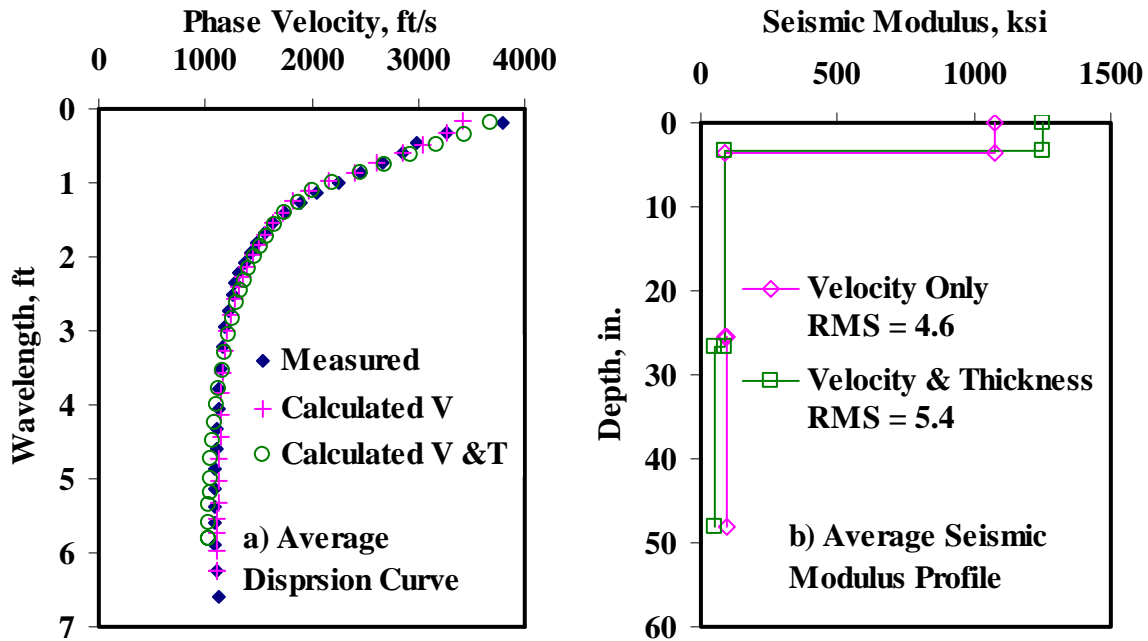 Phase Velocity, ft/s
0 1000 2000 3000 4000
0
1
2
3
4
5
6
7
Wavelength, ft
Measured
Calculated V
Calculated V &T
a) Average
Disprsion Curve
Seismic Modulus, ksi
0 500 1000 1500
0
10
20
30
40
50
60
Depth, in.
Velocity Only
RMS = 4.6
Velocity & Thickness
RMS = 5.4
b) Average Seismic
Modulus Profile